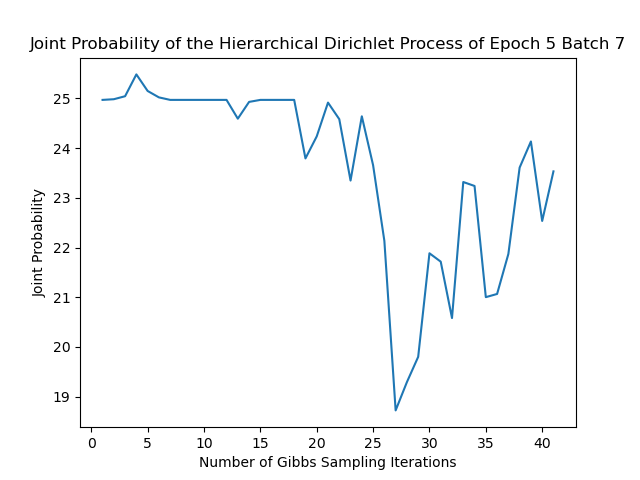 Joint Probability of the Hierarchical Dirichlet Process of Epoch 5 Batch 7
25
24
23
22
21
20
19
Joint Probability
0 5 10 15 20 25 30 35 40
Number of Gibbs Sampling Iterations